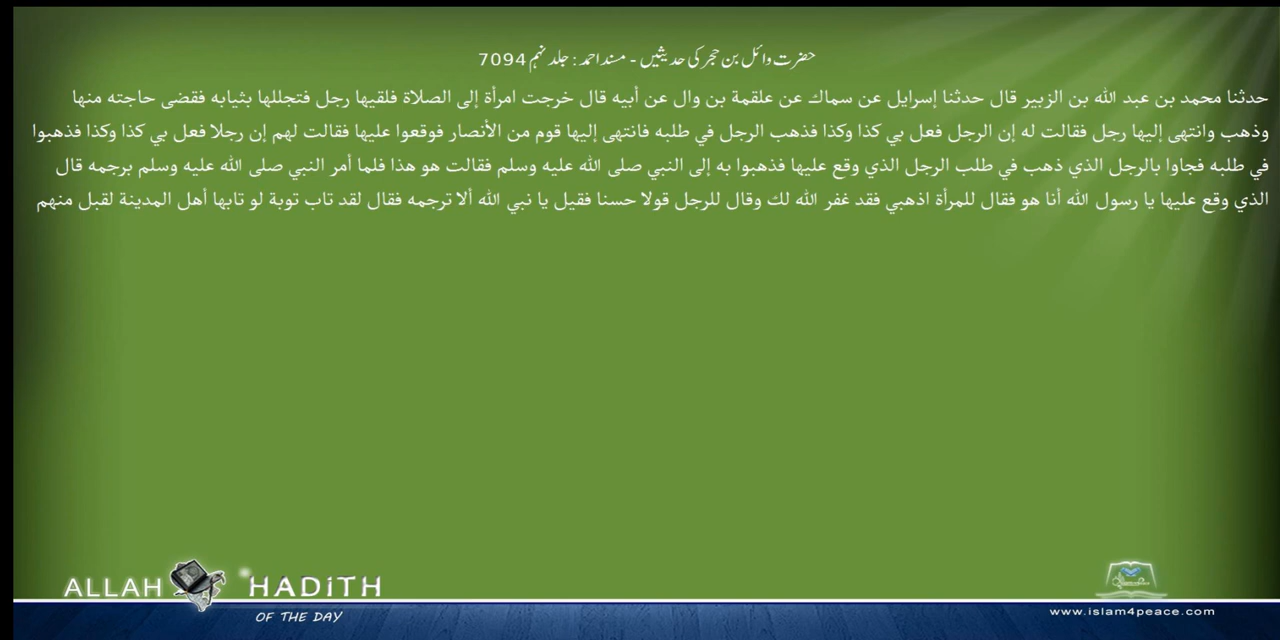 حضرت وائل بن حجر کی حدیثیں - مسند احمد : جلد نہم 7094
حدثنا محمد بن عبد الله بن الزبير قال حدثنا إسرايل عن سماك عن علقمة بن وال عن أبيه قال خرجت امرأة إلى الصلاة فلقيها رجل فتجللها بثيابه فقضى حاجته منها
وذهب وانتهى إليها رجل فقالت له إن الرجل فعل بي كذا وكذا فذهب الرجل في طلبه فانتهى إليها قوم من الأنصار فوقعوا عليها فقالت لهم إن رجلا فعل بي كذا وكذا فذهبوا
في طلبه فجاوا بالرجل الذي ذهب في طلب الرجل الذي وقع عليها فذهبوا به إلى النبي صلى الله عليه وسلم فقالت هو هذا فلما أمر النبي صلى الله عليه وسلم برجمه قال
الذي وقع عليها يا رسول الله أنا هو فقال للمرأة اذهبي فقد غفر الله لك وقال للرجل قولا حسنا فقيل يا نبي الله ألا ترجمه فقال لقد تاب توبة لو تابها أهل المدينة لقبل منهم
ALLAH HADITH
OF THE DAY
www.islam4peace.com